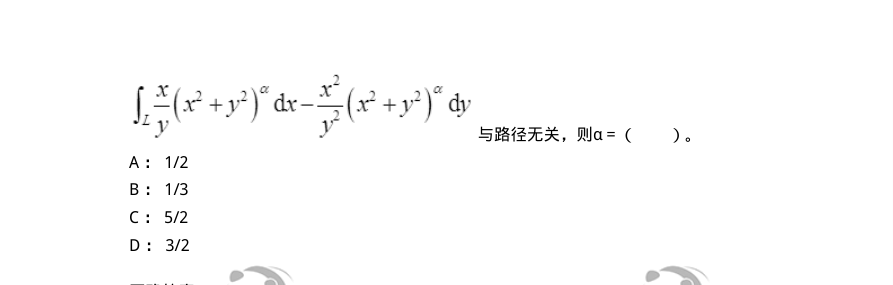 ∫_L x/y (x² + y²)^α dx − x²/y² (x² + y²)^α dy 与路径无关，则α =（　　）。
A： 1/2
B： 1/3
C： 5/2
D： 3/2